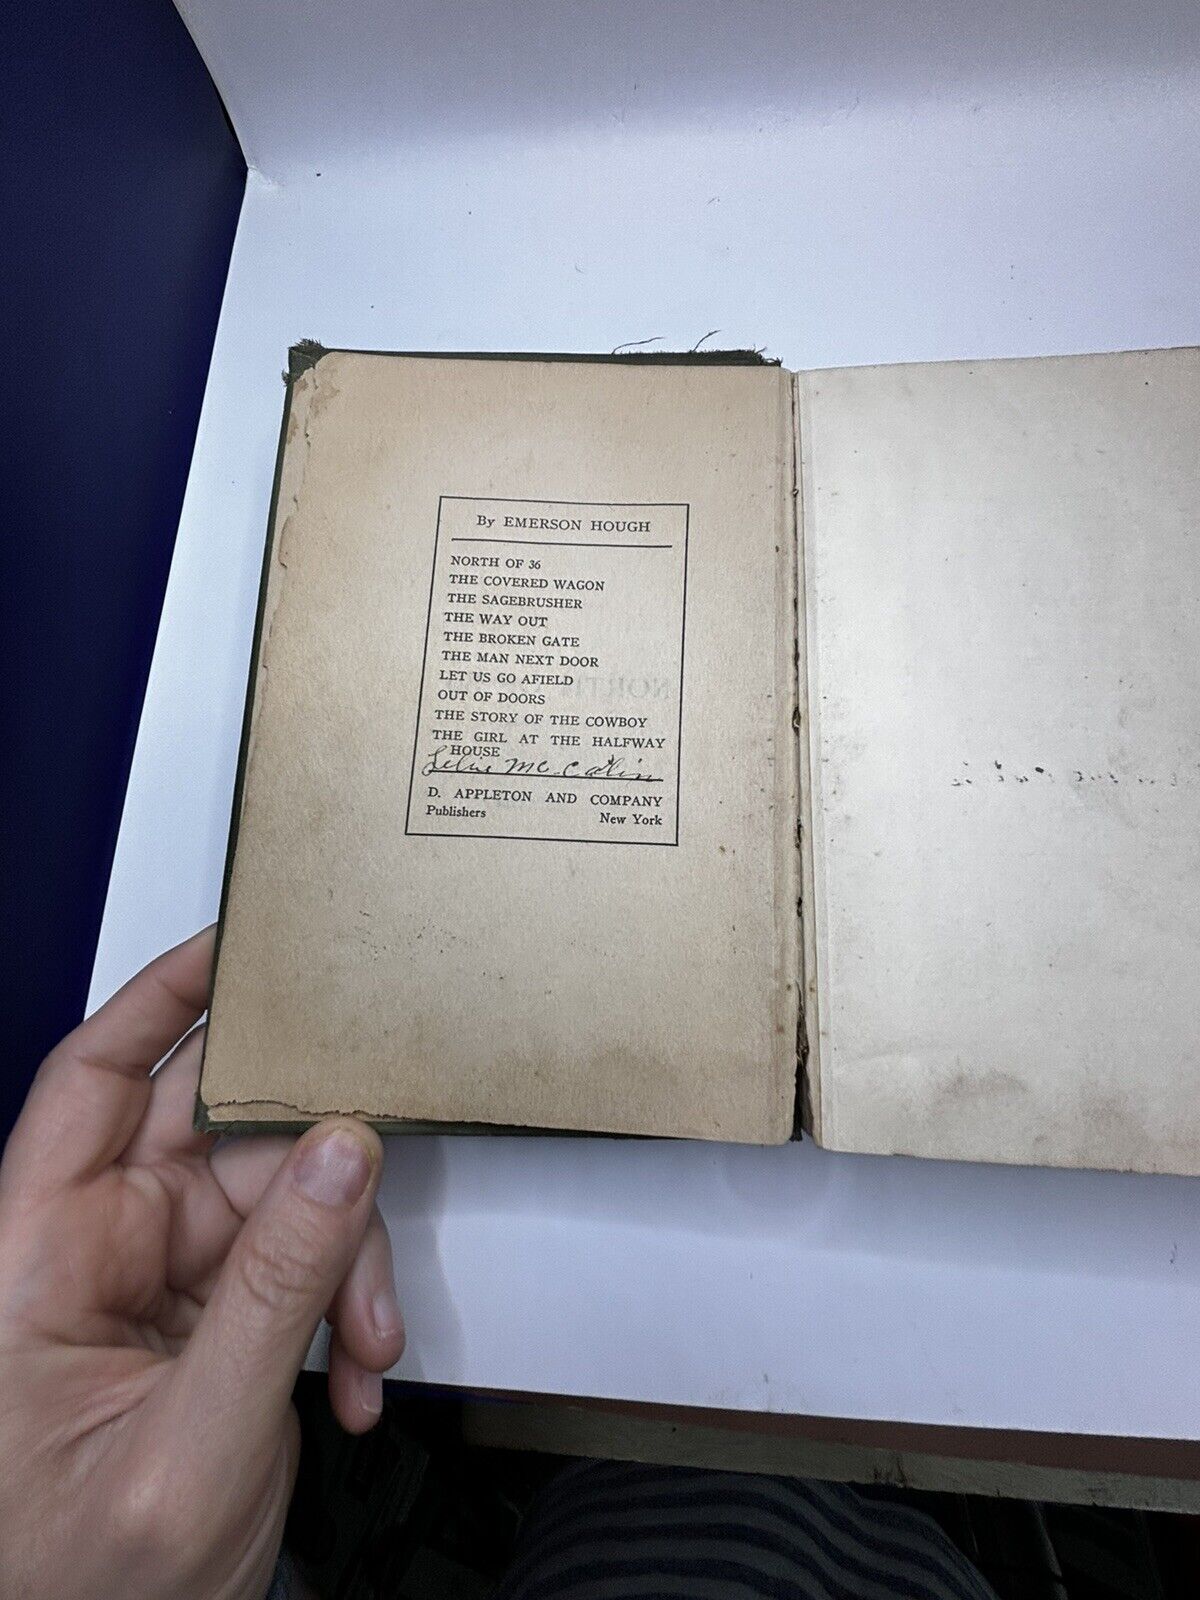 By EMERSON HOUGH
NORTH OF 36
THE COVERED WAGON
THE SAGEBRUSHER
THE WAY OUT
THE BROKEN GATE
THE MAN NEXT DOOR
LET US GO AFIELD
OUT OF DOORS
THE STORY OF THE COWBOY
THE GIRL AT THE HALFWAY
HOUSE
D. APPLETON AND COMPANY
Publishers New York